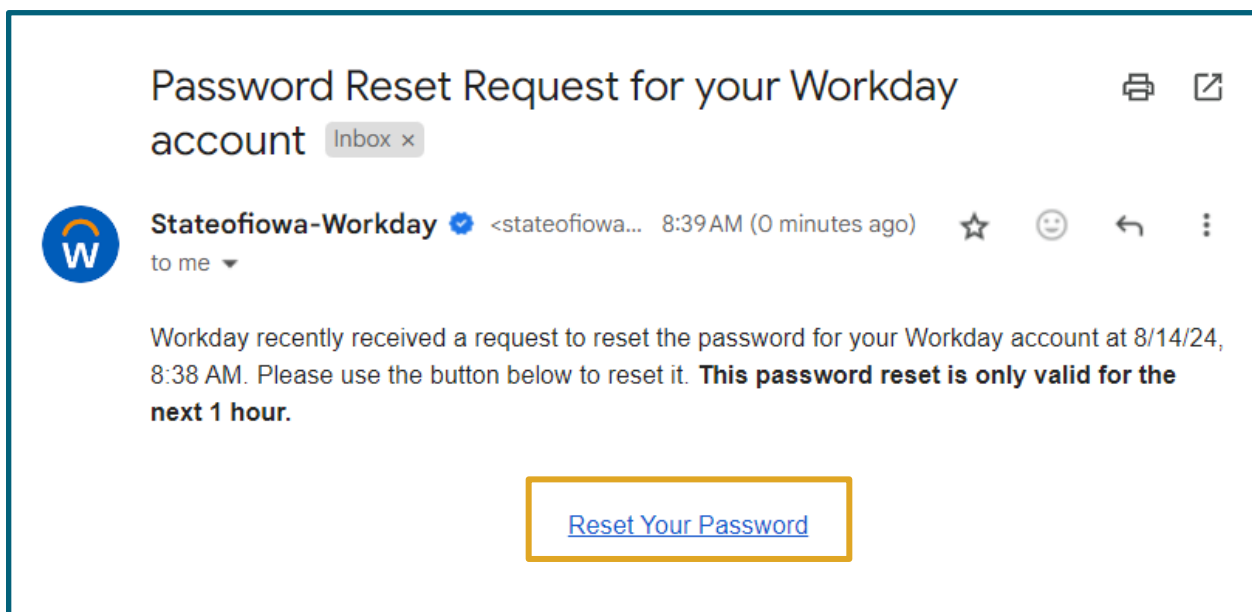 Password Reset Request for your Workday
account Inbox ×
Stateofiowa-Workday <stateofiowa... 8:39 AM (0 minutes ago)
W
to me
Workday recently received a request to reset the password for your Workday account at 8/14/24,
8:38 AM. Please use the button below to reset it. This password reset is only valid for the
next 1 hour.
Reset Your Password